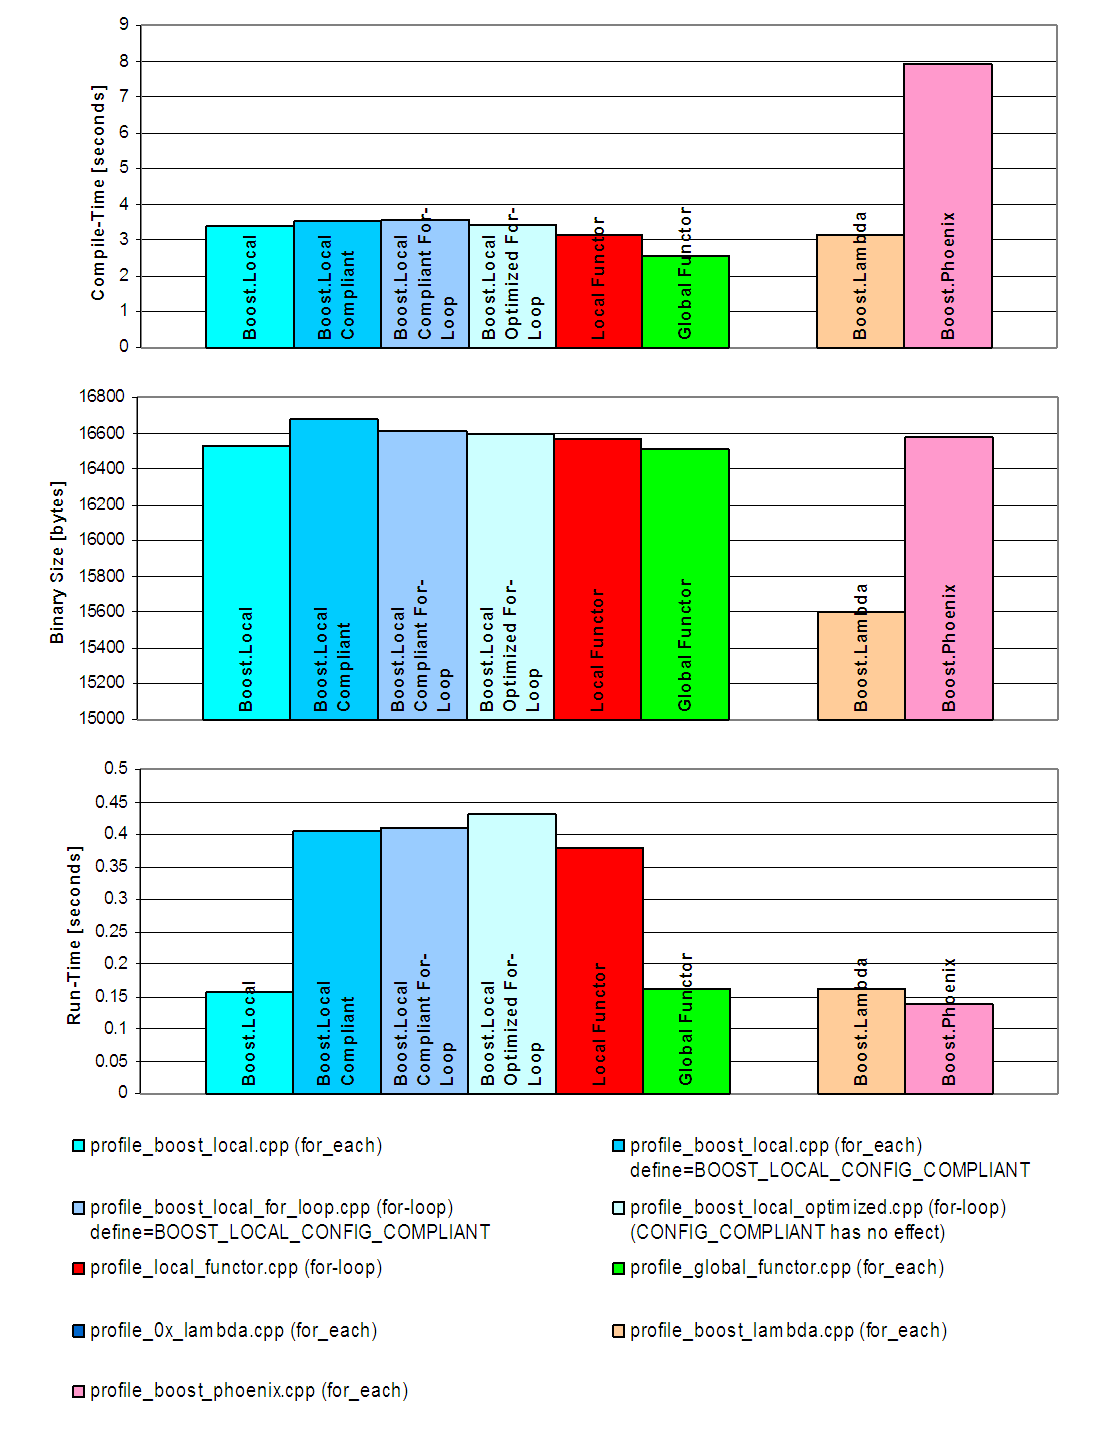 Compile-Time [seconds]
9
8
7
6
5
4
3
2
1
0
Boost.Local
Boost.Local
Compliant
Boost.Local
Compliant For-
Loop
Boost.Local
Optimized For-
Loop
Local Functor
Global Functor
Boost.Lambda
Boost.Phoenix
Binary Size [bytes]
16800
16600
16400
16200
16000
15800
15600
15400
15200
15000
Boost.Local
Boost.Local
Compliant
Boost.Local
Compliant For-
Loop
Boost.Local
Optimized For-
Loop
Local Functor
Global Functor
Boost.Lambda
Boost.Phoenix
Run-Time [seconds]
0.5
0.45
0.4
0.35
0.3
0.25
0.2
0.15
0.1
0.05
0
Boost.Local
Boost.Local
Compliant
Boost.Local
Compliant For-
Loop
Boost.Local
Optimized For-
Loop
Local Functor
Global Functor
Boost.Lambda
Boost.Phoenix
profile_boost_local.cpp (for_each)
profile_boost_local.cpp (for_each)
define=BOOST_LOCAL_CONFIG_COMPLIANT
profile_boost_local_for_loop.cpp (for-loop)
define=BOOST_LOCAL_CONFIG_COMPLIANT
profile_boost_local_optimized.cpp (for-loop)
(CONFIG_COMPLIANT has no effect)
profile_local_functor.cpp (for-loop)
profile_global_functor.cpp (for_each)
profile_0x_lambda.cpp (for_each)
profile_boost_lambda.cpp (for_each)
profile_boost_phoenix.cpp (for_each)